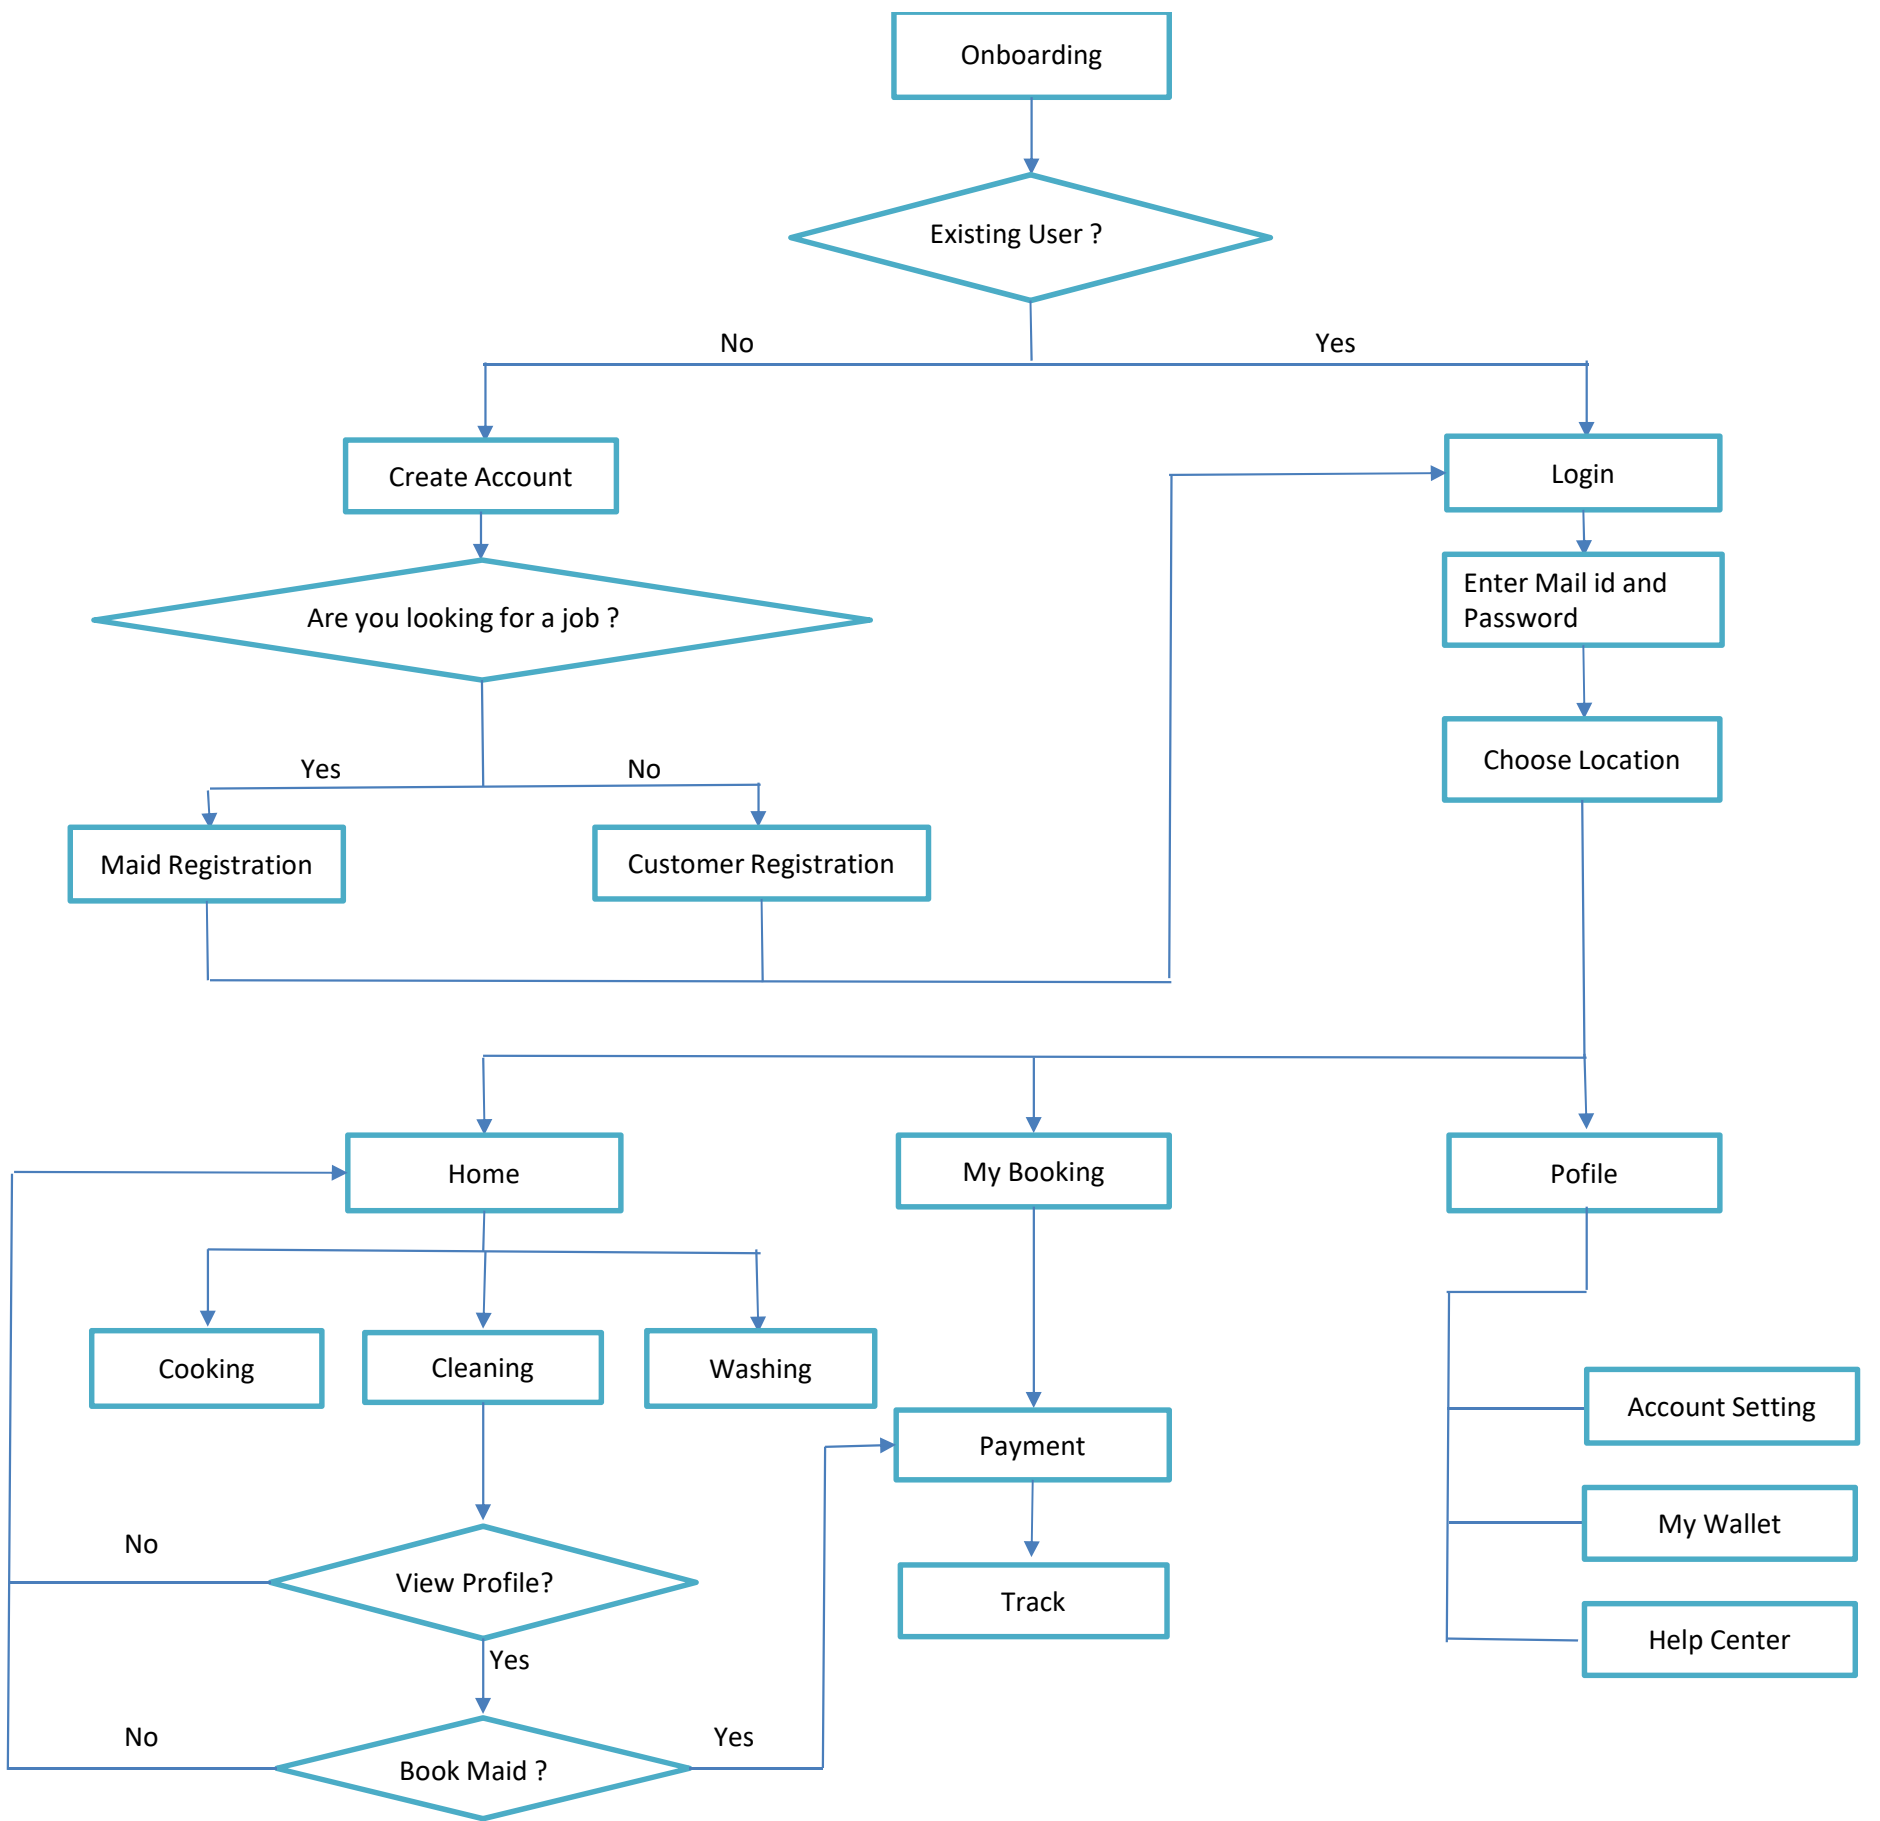 Onboarding
Existing User ?
No
Yes
Create Account
Login
Enter Mail id and
Password
Are you looking for a job ?
Choose Location
Yes
No
Maid Registration
Customer Registration
Home
My Booking
Pofile
Cooking
Cleaning
Washing
Account Setting
Payment
My Wallet
No
View Profile?
Track
Help Center
Yes
No
Yes
Book Maid ?